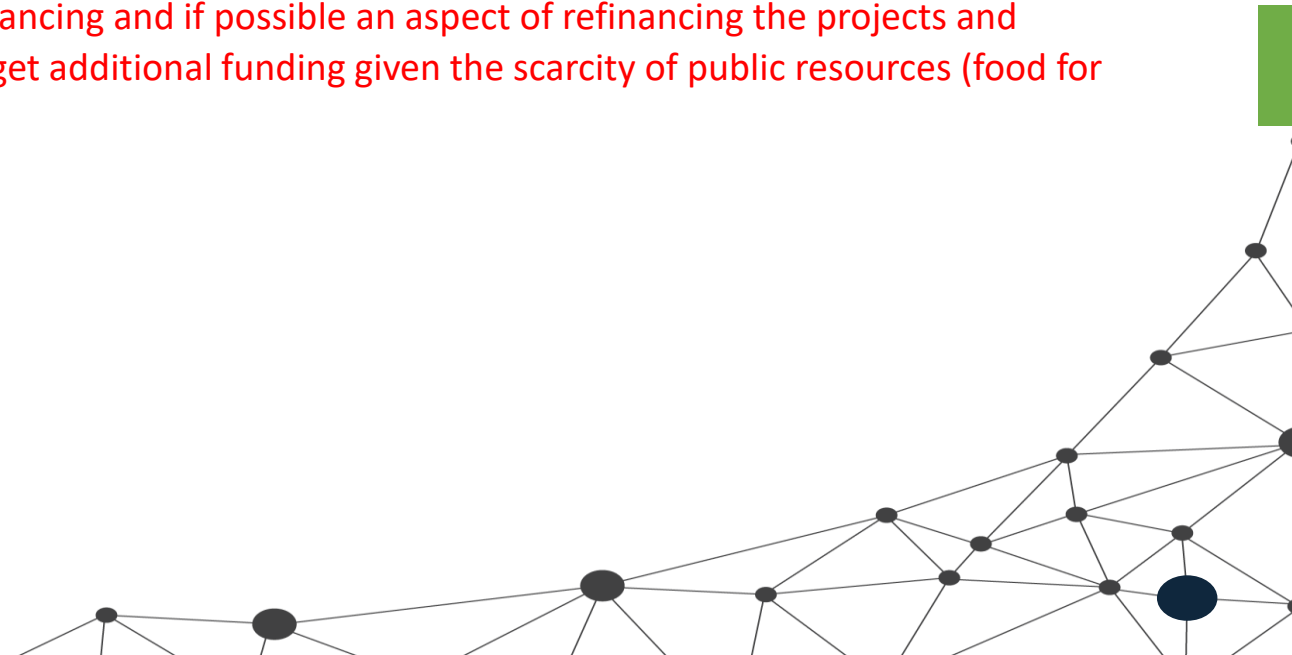 ancing and if possible an aspect of refinancing the projects and
get additional funding given the scarcity of public resources (food for